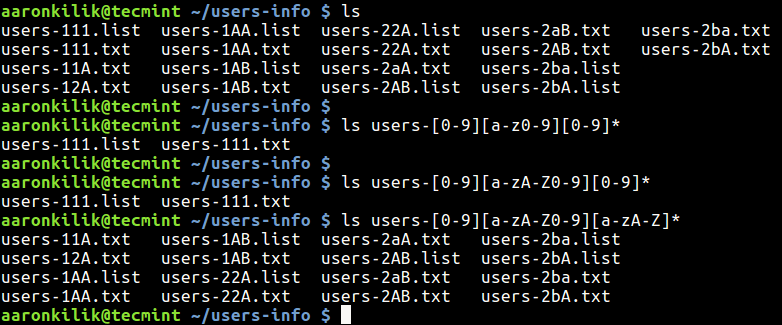 aaronkilik@tecmint ~/users-info $ ls
users-111.list  users-1AA.list  users-22A.list  users-2aB.txt   users-2ba.txt
users-111.txt   users-1AA.txt   users-22A.txt   users-2AB.txt   users-2bA.txt
users-11A.txt   users-1AB.list  users-2aA.txt   users-2ba.list
users-12A.txt   users-1AB.txt   users-2AB.list  users-2bA.list
aaronkilik@tecmint ~/users-info $
aaronkilik@tecmint ~/users-info $ ls users-[0-9][a-z0-9][0-9]*
users-111.list  users-111.txt
aaronkilik@tecmint ~/users-info $
aaronkilik@tecmint ~/users-info $ ls users-[0-9][a-zA-Z0-9][0-9]*
users-111.list  users-111.txt
aaronkilik@tecmint ~/users-info $ ls users-[0-9][a-zA-Z0-9][a-zA-Z]*
users-11A.txt   users-1AB.list  users-2aA.txt   users-2ba.list
users-12A.txt   users-1AB.txt   users-2AB.list  users-2bA.list
users-1AA.list  users-22A.list  users-2aB.txt   users-2ba.txt
users-1AA.txt   users-22A.txt   users-2AB.txt   users-2bA.txt
aaronkilik@tecmint ~/users-info $